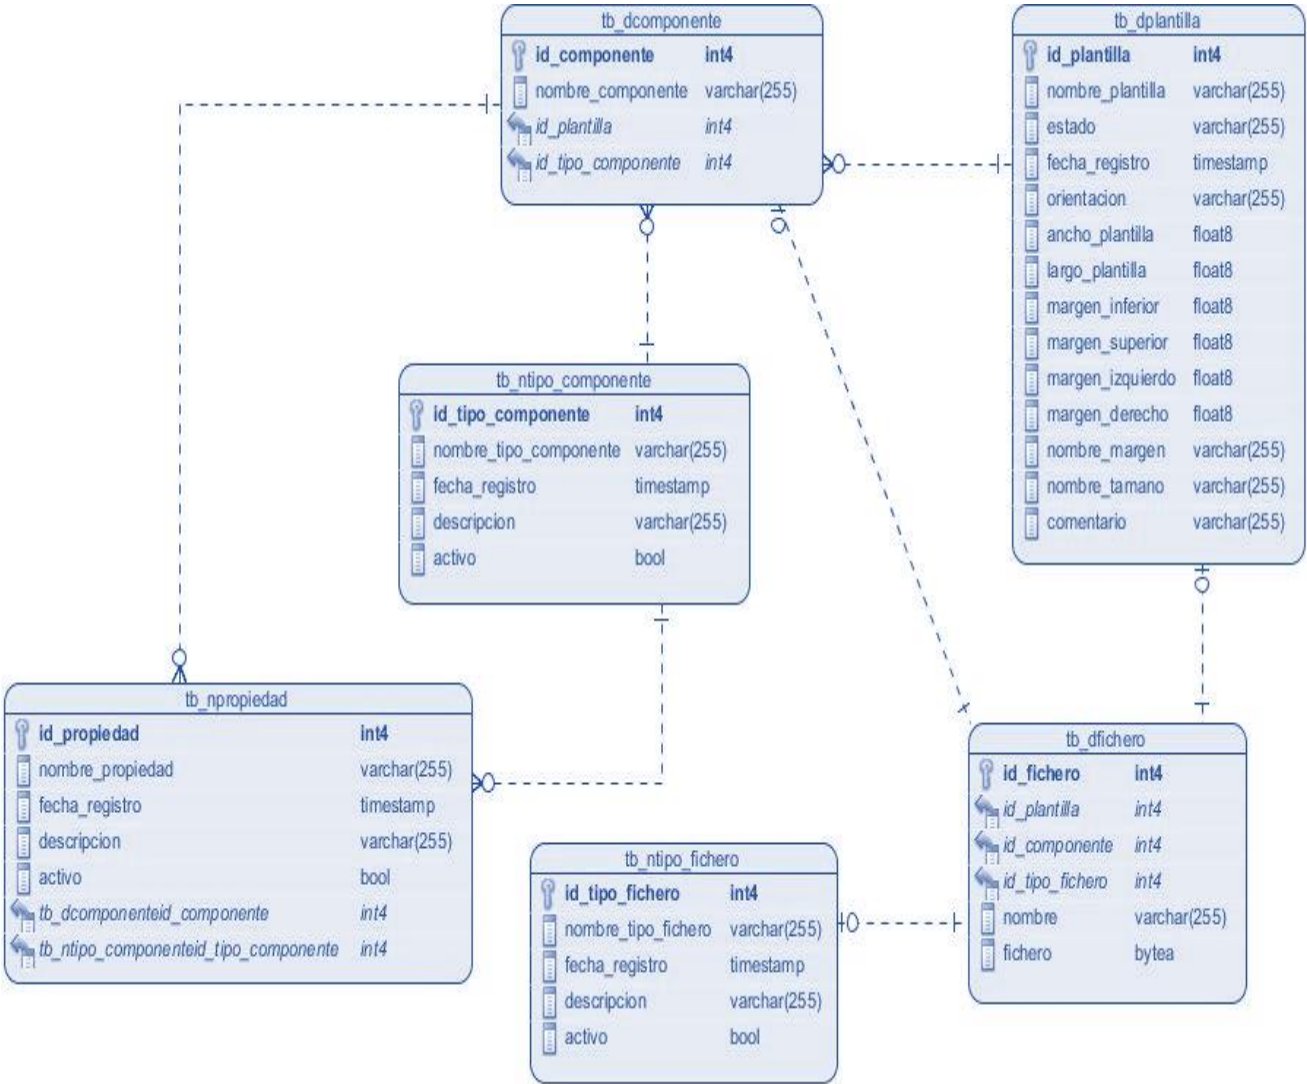 tb_dcomponente
id_componente int4
nombre_componente varchar(255)
id_plantilla int4
id_tipo_componente int4
tb_dplantilla
id_plantilla int4
nombre_plantilla varchar(255)
estado varchar(255)
fecha_registro timestamp
orientacion varchar(255)
ancho_plantilla float8
largo_plantilla float8
margen_inferior float8
margen_superior float8
margen_izquierdo float8
margen_derecho float8
nombre_margen varchar(255)
nombre_tamano varchar(255)
comentario varchar(255)
tb_ntipo_componente
id_tipo_componente int4
nombre_tipo_componente varchar(255)
fecha_registro timestamp
descripcion varchar(255)
activo bool
tb_npropiedad
id_propiedad int4
nombre_propiedad varchar(255)
fecha_registro timestamp
descripcion varchar(255)
activo bool
tb_dcomponenteid_componente int4
tb_ntipo_componenteid_tipo_componente int4
tb_dfichero
id_fichero int4
id_plantilla int4
id_componente int4
id_tipo_fichero int4
nombre varchar(255)
fichero bytea
tb_ntipo_fichero
id_tipo_fichero int4
nombre_tipo_fichero varchar(255)
fecha_registro timestamp
descripcion varchar(255)
activo bool